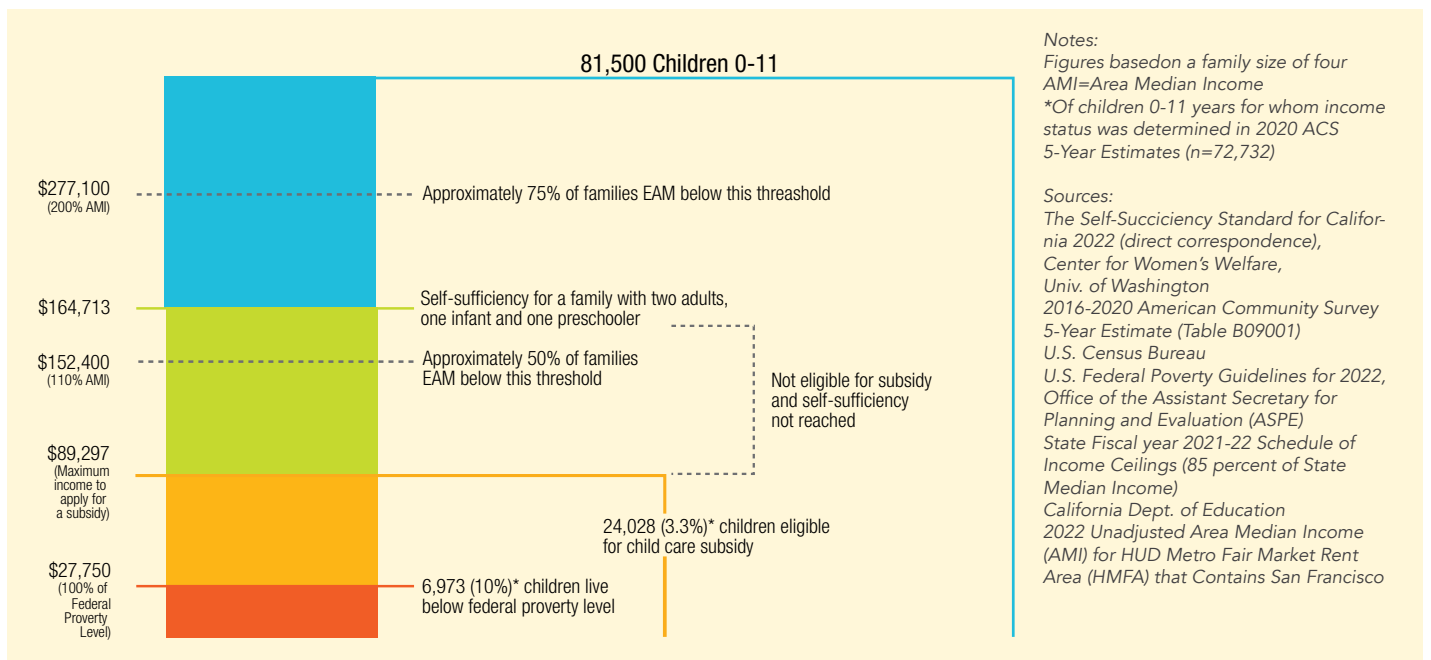 81,500 Children 0-11
$277,100
(200% AMI)
Approximately 75% of families EAM below this threashold
$164,713
Self-sufficiency for a family with two adults,
one infant and one preschooler
$152,400
(110% AMI)
Approximately 50% of families
EAM below this threshold
Not eligible for subsidy
and self-sufficiency
not reached
$89,297
(Maximum
income to
apply for
a subsidy)
24,028 (3.3%)* children eligible
for child care subsidy
$27,750
(100% of
Federal
Proverty
Level)
6,973 (10%)* children live
below federal proverty level
Notes:
Figures basedon a family size of four
AMI=Area Median Income
*Of children 0-11 years for whom income
status was determined in 2020 ACS
5-Year Estimates (n=72,732)
Sources:
The Self-Succiciency Standard for Califor-
nia 2022 (direct correspondence),
Center for Women's Welfare,
Univ. of Washington
2016-2020 American Community Survey
5-Year Estimate (Table B09001)
U.S. Census Bureau
U.S. Federal Poverty Guidelines for 2022,
Office of the Assistant Secretary for
Planning and Evaluation (ASPE)
State Fiscal year 2021-22 Schedule of
Income Ceilings (85 percent of State
Median Income)
California Dept. of Education
2022 Unadjusted Area Median Income
(AMI) for HUD Metro Fair Market Rent
Area (HMFA) that Contains San Francisco